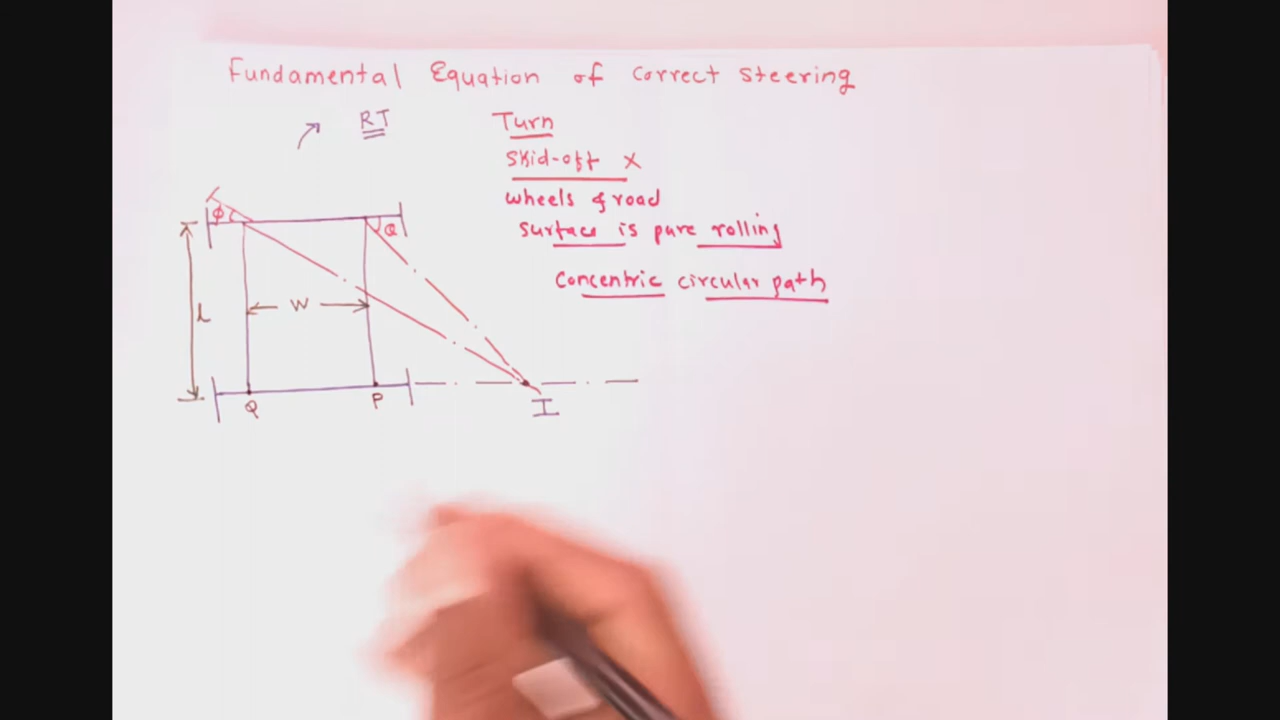 Fundamental Equation of Correct Steering
RT
Turn
Skid-off ×
wheels & road
surface is pure rolling
Concentric circular path
φ
θ
l
W
Q
P
I